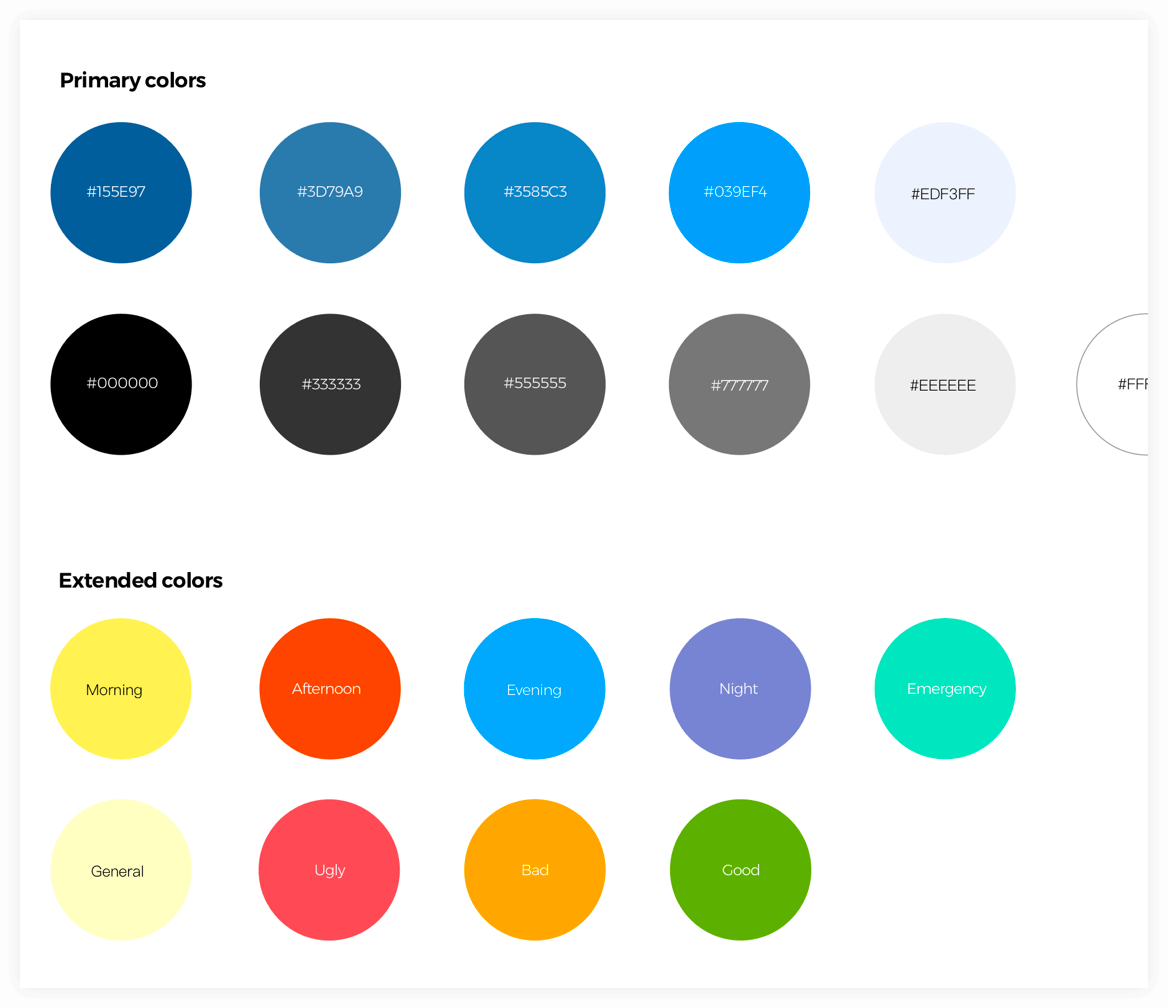 Primary colors
#155E97
#3D79A9
#3585C3
#039EF4
#EDF3FF
#000000
#333333
#555555
#777777
#EEEEEE
#FFF
Extended colors
Morning
Afternoon
Evening
Night
Emergency
General
Ugly
Bad
Good